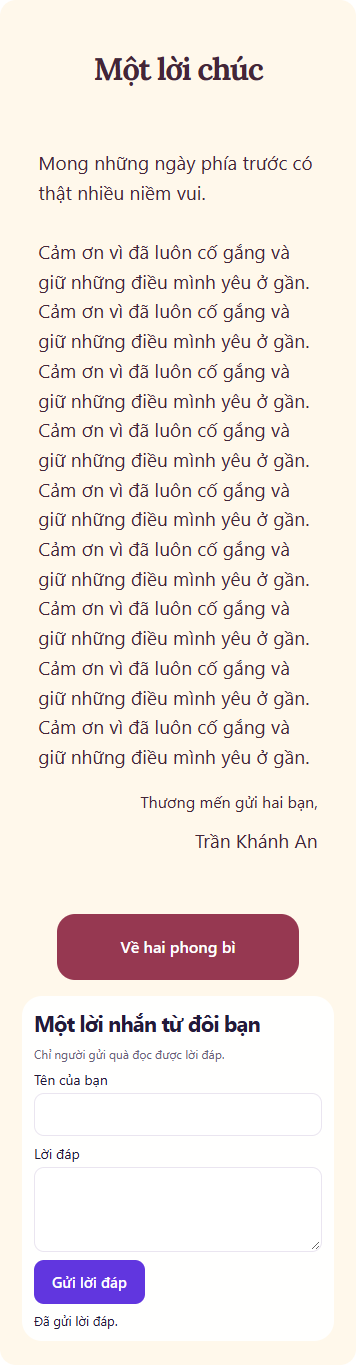 Một lời chúc
Mong những ngày phía trước có
thật nhiều niềm vui.
Cảm ơn vì đã luôn cố gắng và
giữ những điều mình yêu ở gần.
Cảm ơn vì đã luôn cố gắng và
giữ những điều mình yêu ở gần.
Cảm ơn vì đã luôn cố gắng và
giữ những điều mình yêu ở gần.
Cảm ơn vì đã luôn cố gắng và
giữ những điều mình yêu ở gần.
Cảm ơn vì đã luôn cố gắng và
giữ những điều mình yêu ở gần.
Cảm ơn vì đã luôn cố gắng và
giữ những điều mình yêu ở gần.
Cảm ơn vì đã luôn cố gắng và
giữ những điều mình yêu ở gần.
Cảm ơn vì đã luôn cố gắng và
giữ những điều mình yêu ở gần.
Cảm ơn vì đã luôn cố gắng và
giữ những điều mình yêu ở gần.
Thương mến gửi hai bạn,
Trần Khánh An
Về hai phong bì
Một lời nhắn từ đôi bạn
Chỉ người gửi quà đọc được lời đáp.
Tên của bạn
Lời đáp
Gửi lời đáp
Đã gửi lời đáp.